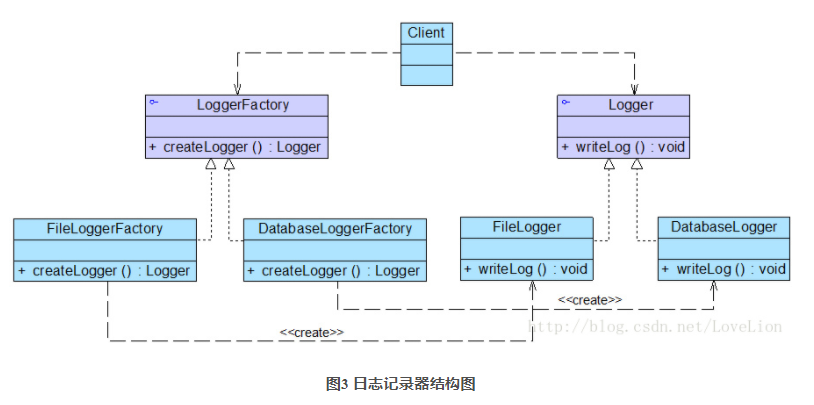 Client
LoggerFactory
+ createLogger () : Logger
Logger
+ writeLog () : void
FileLoggerFactory
+ createLogger () : Logger
DatabaseLoggerFactory
+ createLogger () : Logger
FileLogger
+ writeLog () : void
DatabaseLogger
+ writeLog () : void
<<create>>
<<create>>
http://blog.csdn.net/LoveLion
图3 日志记录器结构图